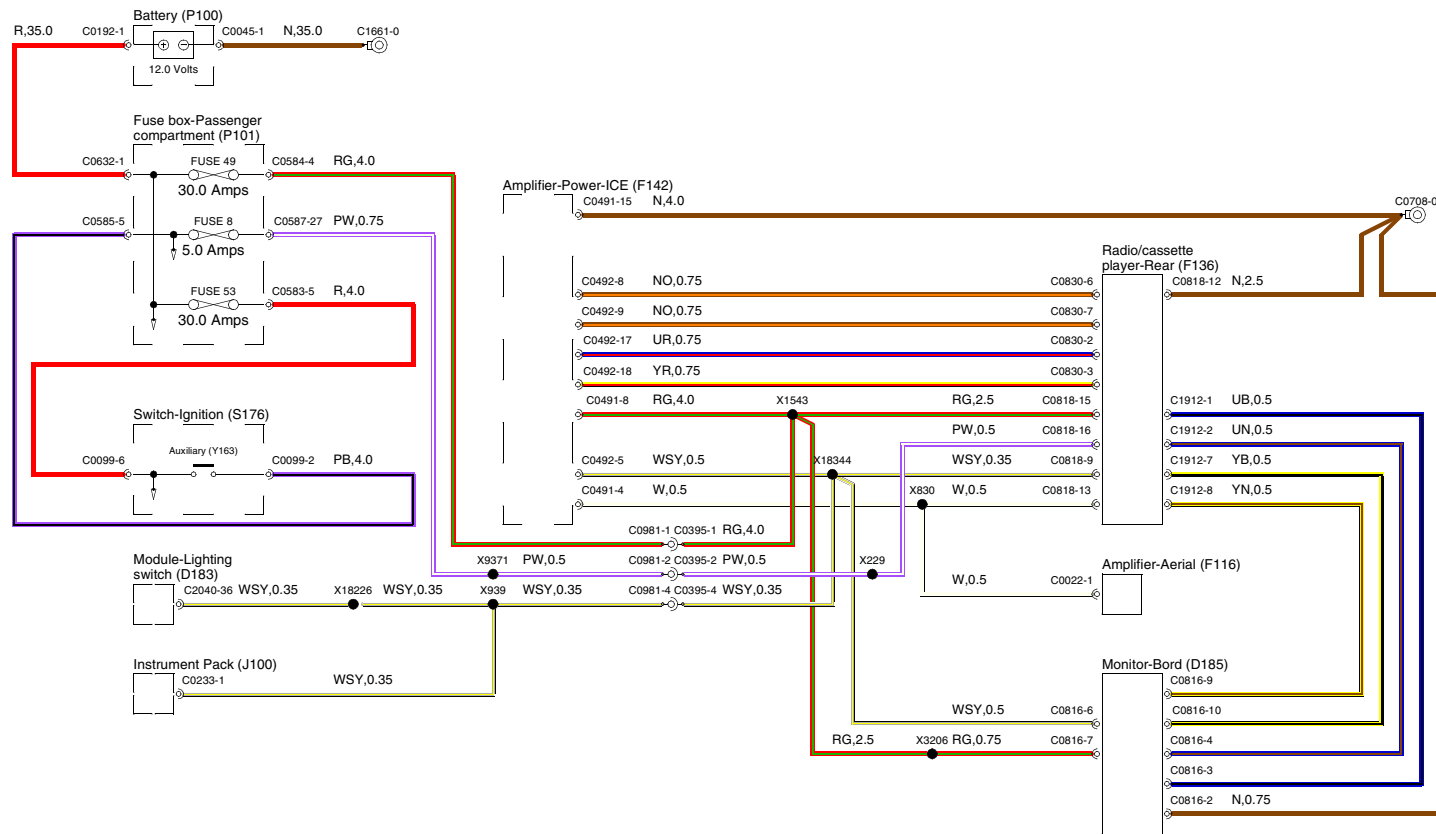 Battery (P100)
R,35.0 C0192-1 C0045-1 N,35.0 C1661-0
12.0 Volts
Fuse box-Passenger
compartment (P101)
C0632-1 FUSE 49 C0584-4 RG,4.0
30.0 Amps
C0585-5 FUSE 8 C0587-27 PW,0.75
5.0 Amps
FUSE 53 C0583-5 R,4.0
30.0 Amps
Switch-Ignition (S176)
Auxiliary (Y163)
C0099-6 C0099-2 PB,4.0
Module-Lighting
switch (D183)
C2040-36 WSY,0.35 X18226 WSY,0.35 X939 WSY,0.35 C0981-4 C0395-4 WSY,0.35
Instrument Pack (J100)
C0233-1 WSY,0.35
X9371 PW,0.5 C0981-2 C0395-2 PW,0.5 X229
C0981-1 C0395-1 RG,4.0
Amplifier-Power-ICE (F142)
C0491-15 N,4.0 C0708-0
Radio/cassette
player-Rear (F136)
C0492-8 NO,0.75 C0830-6 C0818-12 N,2.5
C0492-9 NO,0.75 C0830-7
C0492-17 UR,0.75 C0830-2
C0492-18 YR,0.75 C0830-3
C0491-8 RG,4.0 X1543 RG,2.5 C0818-15 C1912-1 UB,0.5
PW,0.5 C0818-16 C1912-2 UN,0.5
C0492-5 WSY,0.5 X18344 WSY,0.35 C0818-9 C1912-7 YB,0.5
C0491-4 W,0.5 X830 W,0.5 C0818-13 C1912-8 YN,0.5
Amplifier-Aerial (F116)
W,0.5 C0022-1
Monitor-Bord (D185)
C0816-9
WSY,0.5 C0816-6 C0816-10
RG,2.5 X3206 RG,0.75 C0816-7 C0816-4
C0816-3
C0816-2 N,0.75